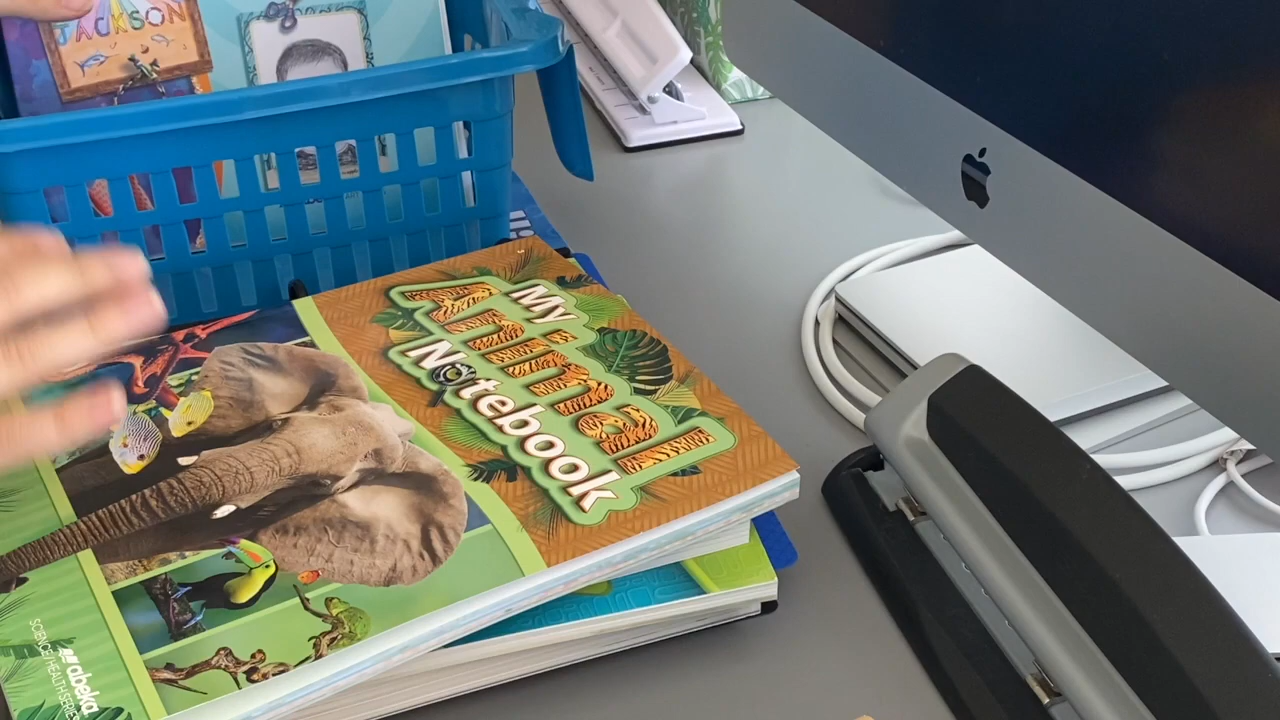 JACKSON
My
Animal
Notebook
abeka
SCIENCE/HEALTH SERIES